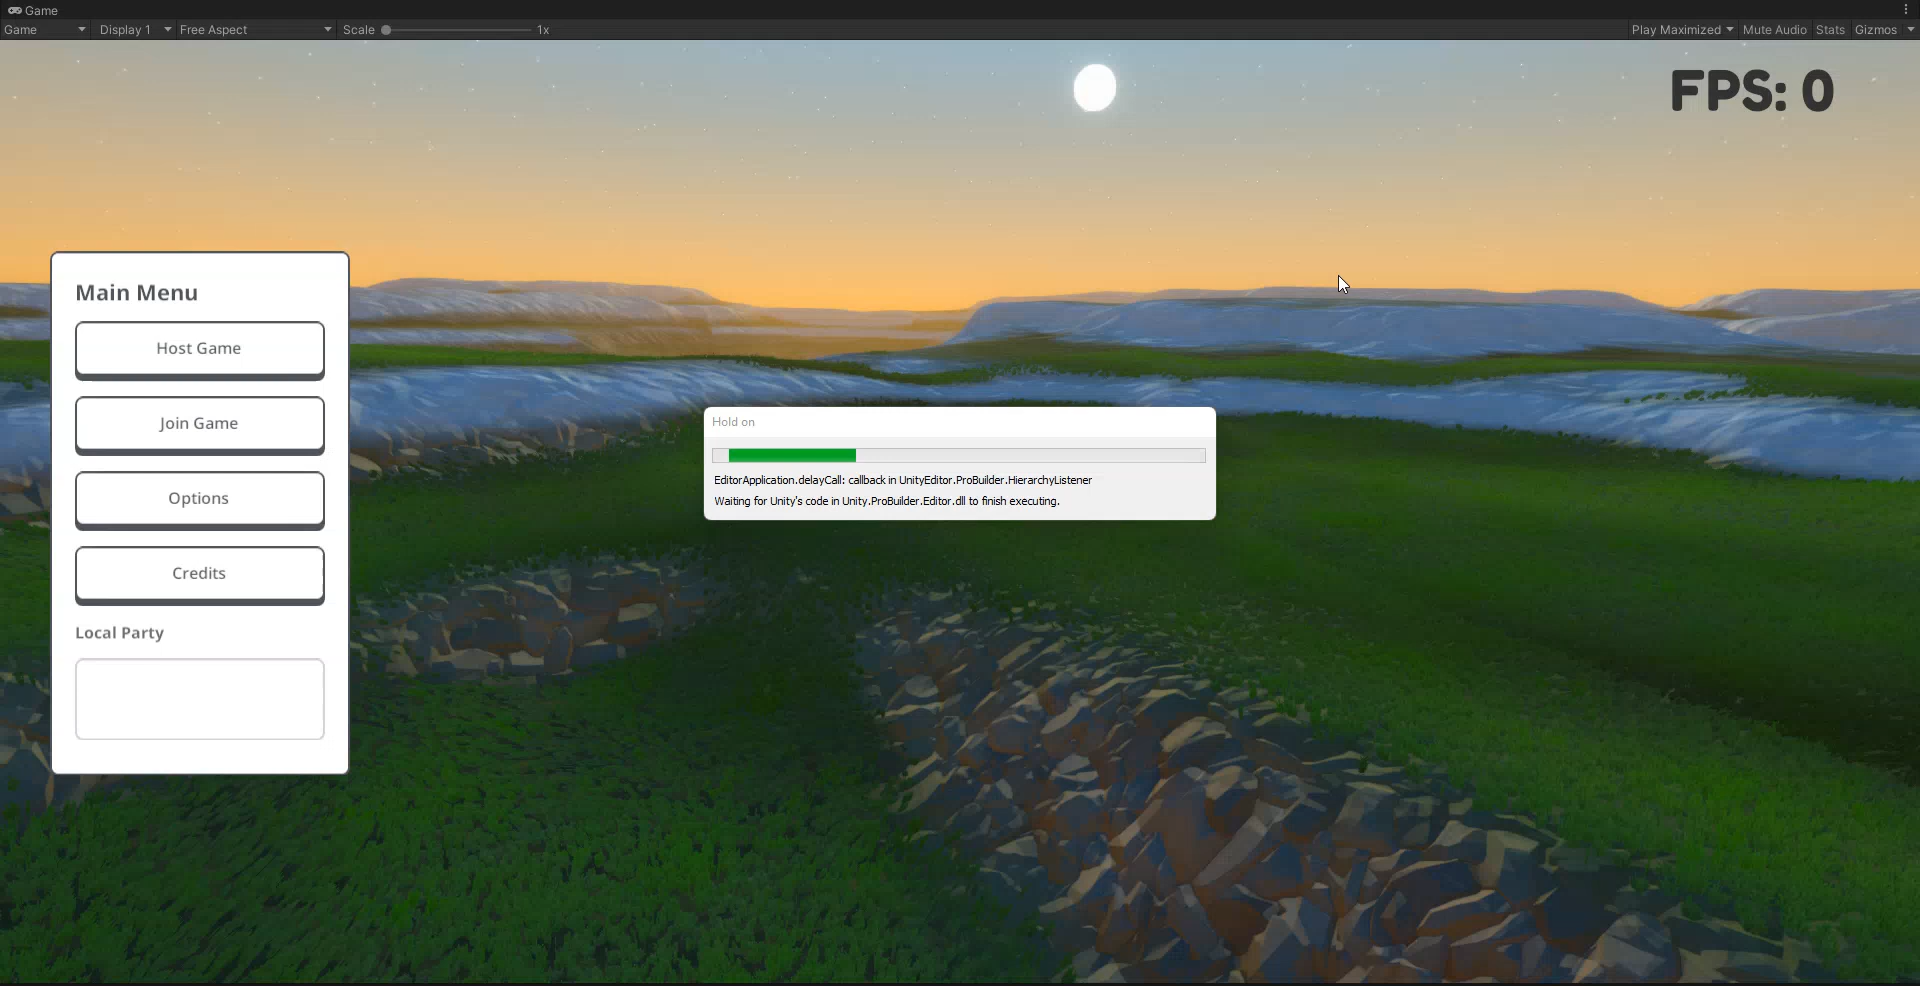 Game
Game Display 1 Free Aspect Scale 1x Play Maximized Mute Audio Stats Gizmos
FPS: 0
Main Menu
Host Game
Join Game
Options
Credits
Local Party
Hold on
EditorApplication.delayCall: callback in UnityEditor.ProBuilder.HierarchyListener
Waiting for Unity's code in Unity.ProBuilder.Editor.dll to finish executing.